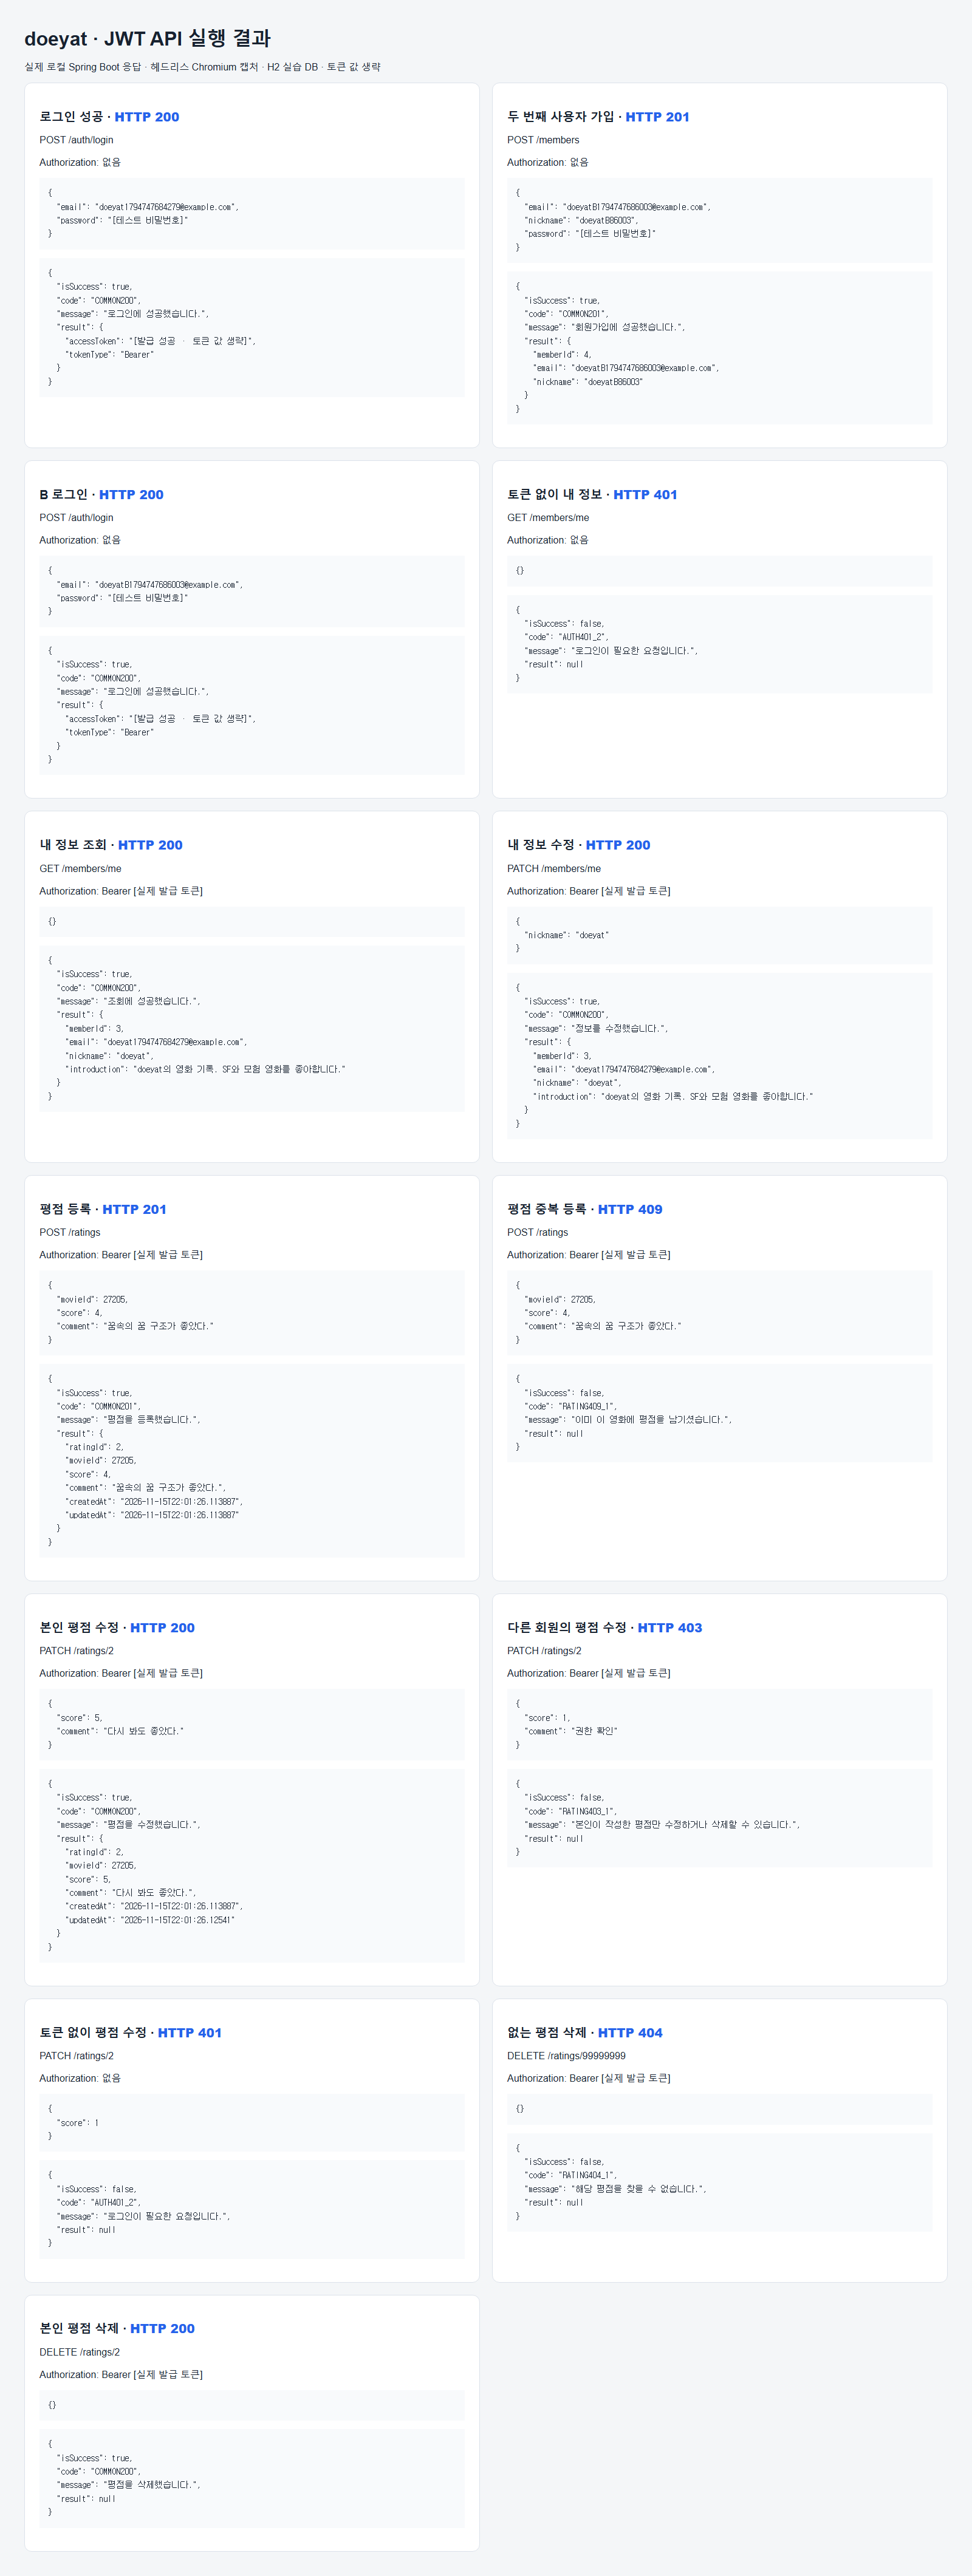 doeyat · JWT API 실행 결과
실제 로컬 Spring Boot 응답 · 헤드리스 Chromium 캡처 · H2 실습 DB · 토큰 값 생략
로그인 성공 · HTTP 200
POST /auth/login
Authorization: 없음
{
"email": "doeyat1794747684279@example.com",
"password": "[테스트 비밀번호]"
}
{
"isSuccess": true,
"code": "COMMON200",
"message": "로그인에 성공했습니다.",
"result": {
"accessToken": "[발급 성공 · 토큰 값 생략]",
"tokenType": "Bearer"
}
}
두 번째 사용자 가입 · HTTP 201
POST /members
Authorization: 없음
{
"email": "doeyatB1794747686003@example.com",
"nickname": "doeyatB86003",
"password": "[테스트 비밀번호]"
}
{
"isSuccess": true,
"code": "COMMON201",
"message": "회원가입에 성공했습니다.",
"result": {
"memberId": 4,
"email": "doeyatB1794747686003@example.com",
"nickname": "doeyatB86003"
}
}
B 로그인 · HTTP 200
POST /auth/login
Authorization: 없음
{
"email": "doeyatB1794747686003@example.com",
"password": "[테스트 비밀번호]"
}
{
"isSuccess": true,
"code": "COMMON200",
"message": "로그인에 성공했습니다.",
"result": {
"accessToken": "[발급 성공 · 토큰 값 생략]",
"tokenType": "Bearer"
}
}
토큰 없이 내 정보 · HTTP 401
GET /members/me
Authorization: 없음
{}
{
"isSuccess": false,
"code": "AUTH401_2",
"message": "로그인이 필요한 요청입니다.",
"result": null
}
내 정보 조회 · HTTP 200
GET /members/me
Authorization: Bearer [실제 발급 토큰]
{}
{
"isSuccess": true,
"code": "COMMON200",
"message": "조회에 성공했습니다.",
"result": {
"memberId": 3,
"email": "doeyat1794747684279@example.com",
"nickname": "doeyat",
"introduction": "doeyat의 영화 기록. SF와 모험 영화를 좋아합니다."
}
}
내 정보 수정 · HTTP 200
PATCH /members/me
Authorization: Bearer [실제 발급 토큰]
{
"nickname": "doeyat"
}
{
"isSuccess": true,
"code": "COMMON200",
"message": "정보를 수정했습니다.",
"result": {
"memberId": 3,
"email": "doeyat1794747684279@example.com",
"nickname": "doeyat",
"introduction": "doeyat의 영화 기록. SF와 모험 영화를 좋아합니다."
}
}
평점 등록 · HTTP 201
POST /ratings
Authorization: Bearer [실제 발급 토큰]
{
"movieId": 27205,
"score": 4,
"comment": "꿈속의 꿈 구조가 좋았다."
}
{
"isSuccess": true,
"code": "COMMON201",
"message": "평점을 등록했습니다.",
"result": {
"ratingId": 2,
"movieId": 27205,
"score": 4,
"comment": "꿈속의 꿈 구조가 좋았다.",
"createdAt": "2026-11-15T22:01:26.113887",
"updatedAt": "2026-11-15T22:01:26.113887"
}
}
평점 중복 등록 · HTTP 409
POST /ratings
Authorization: Bearer [실제 발급 토큰]
{
"movieId": 27205,
"score": 4,
"comment": "꿈속의 꿈 구조가 좋았다."
}
{
"isSuccess": false,
"code": "RATING409_1",
"message": "이미 이 영화에 평점을 남기셨습니다.",
"result": null
}
본인 평점 수정 · HTTP 200
PATCH /ratings/2
Authorization: Bearer [실제 발급 토큰]
{
"score": 5,
"comment": "다시 봐도 좋았다."
}
{
"isSuccess": true,
"code": "COMMON200",
"message": "평점을 수정했습니다.",
"result": {
"ratingId": 2,
"movieId": 27205,
"score": 5,
"comment": "다시 봐도 좋았다.",
"createdAt": "2026-11-15T22:01:26.113887",
"updatedAt": "2026-11-15T22:01:26.12541"
}
}
다른 회원의 평점 수정 · HTTP 403
PATCH /ratings/2
Authorization: Bearer [실제 발급 토큰]
{
"score": 1,
"comment": "권한 확인"
}
{
"isSuccess": false,
"code": "RATING403_1",
"message": "본인이 작성한 평점만 수정하거나 삭제할 수 있습니다.",
"result": null
}
토큰 없이 평점 수정 · HTTP 401
PATCH /ratings/2
Authorization: 없음
{
"score": 1
}
{
"isSuccess": false,
"code": "AUTH401_2",
"message": "로그인이 필요한 요청입니다.",
"result": null
}
없는 평점 삭제 · HTTP 404
DELETE /ratings/99999999
Authorization: Bearer [실제 발급 토큰]
{}
{
"isSuccess": false,
"code": "RATING404_1",
"message": "해당 평점을 찾을 수 없습니다.",
"result": null
}
본인 평점 삭제 · HTTP 200
DELETE /ratings/2
Authorization: Bearer [실제 발급 토큰]
{}
{
"isSuccess": true,
"code": "COMMON200",
"message": "평점을 삭제했습니다.",
"result": null
}